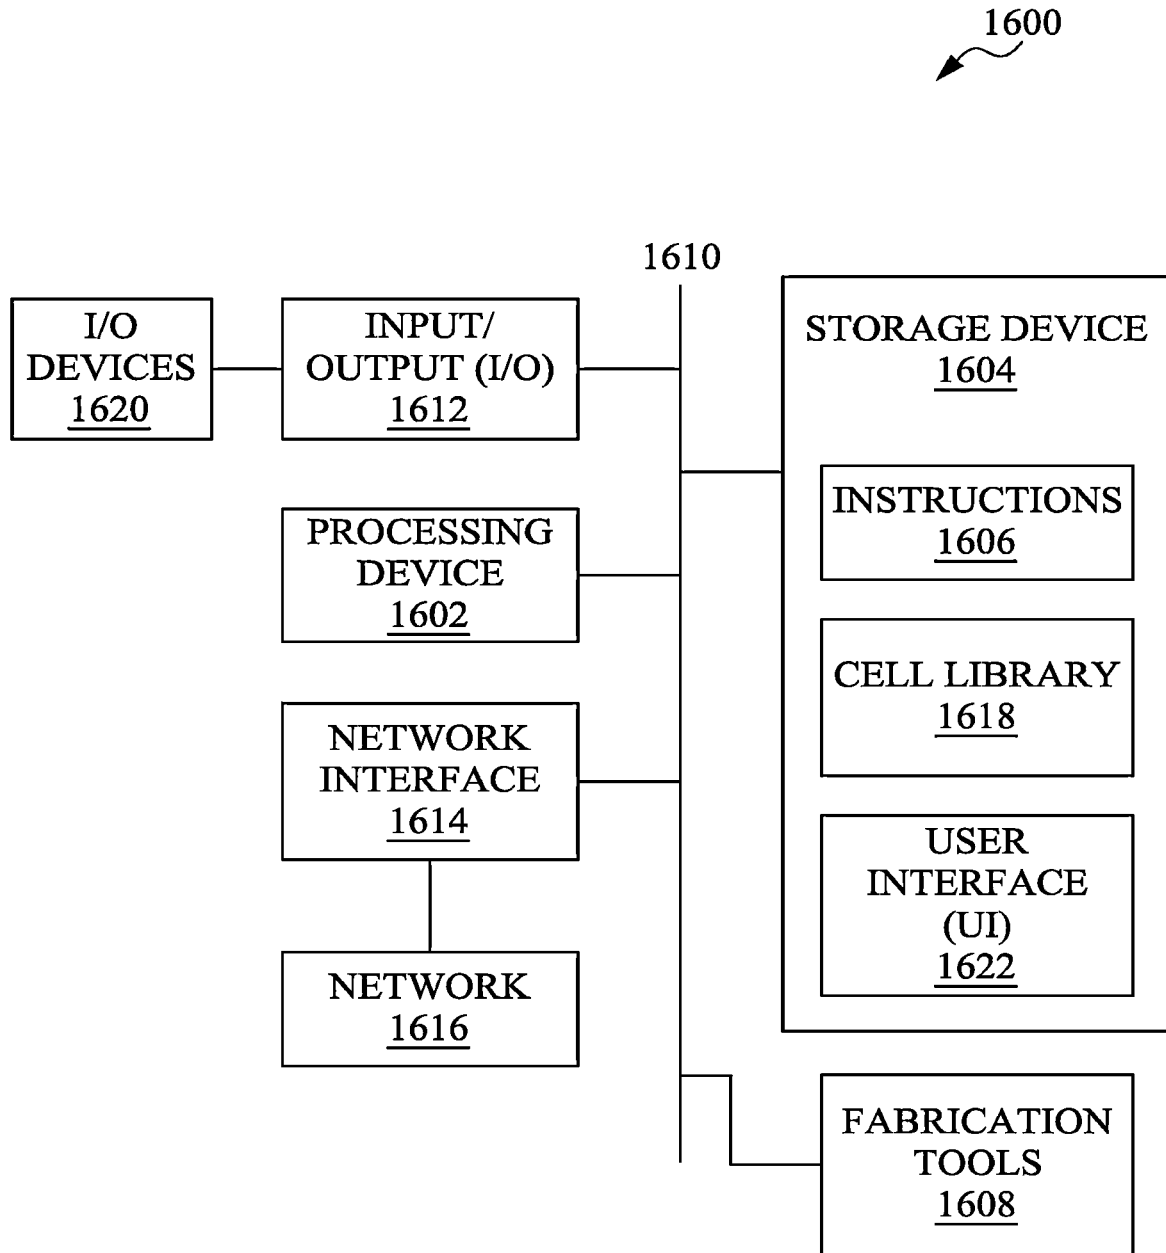 1600
1610
I/O
DEVICES
1620
INPUT/
OUTPUT (I/O)
1612
PROCESSING
DEVICE
1602
NETWORK
INTERFACE
1614
NETWORK
1616
STORAGE DEVICE
1604
INSTRUCTIONS
1606
CELL LIBRARY
1618
USER
INTERFACE
(UI)
1622
FABRICATION
TOOLS
1608